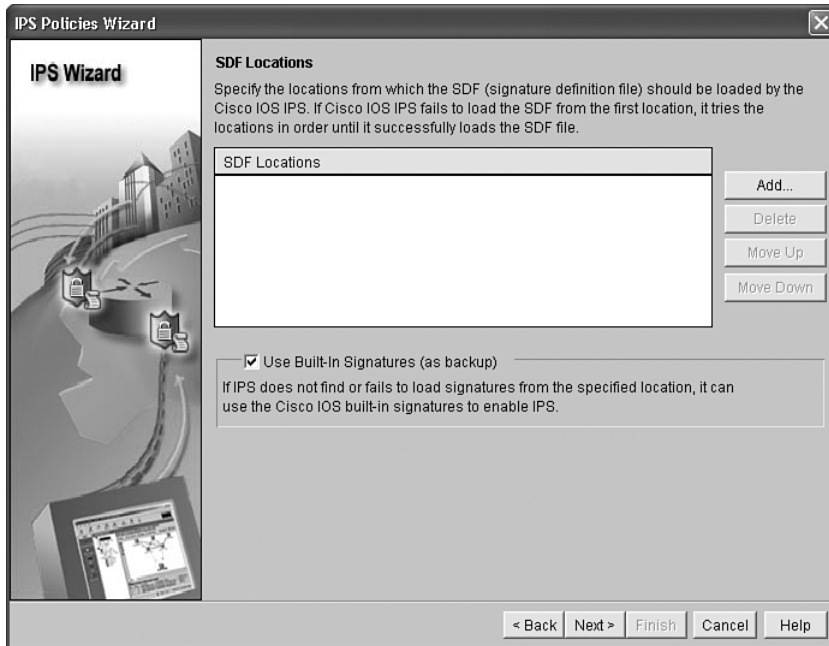 IPS Policies Wizard
IPS Wizard
SDF Locations
Specify the locations from which the SDF (signature definition file) should be loaded by the
Cisco IOS IPS. If Cisco IOS IPS fails to load the SDF from the first location, it tries the
locations in order until it successfully loads the SDF file.
SDF Locations
Add...
Delete
Move Up
Move Down
Use Built-In Signatures (as backup)
If IPS does not find or fails to load signatures from the specified location, it can
use the Cisco IOS built-in signatures to enable IPS.
< Back
Next >
Finish
Cancel
Help